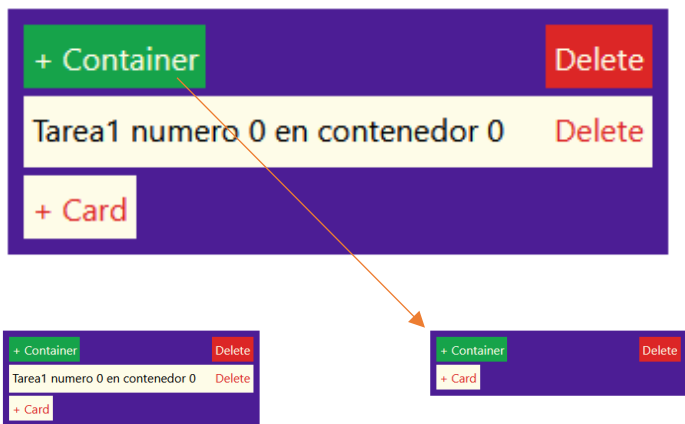 + Container Delete
Tarea1 numero 0 en contenedor 0 Delete
+ Card
+ Container Delete
Tarea1 numero 0 en contenedor 0 Delete
+ Card
+ Container Delete
+ Card